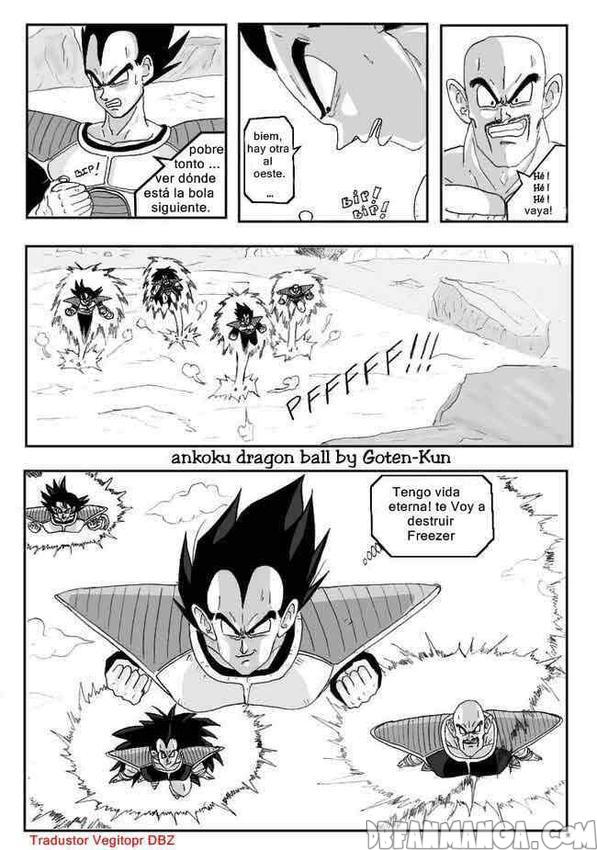 BIP!
pobre
tonto ...
ver dónde
está la bola
siguiente.
biem,
hay otra
al
oeste.
...
BIP!
BIP!
Hé!
Hé!
Hé!
vaya!
PFFFFF!!!
ankoku dragon ball by Goten-Kun
Tengo vida
eterna! te Voy a
destruir
Freezer
Tradustor Vegitopr DBZ
DBFANMANGA.COM